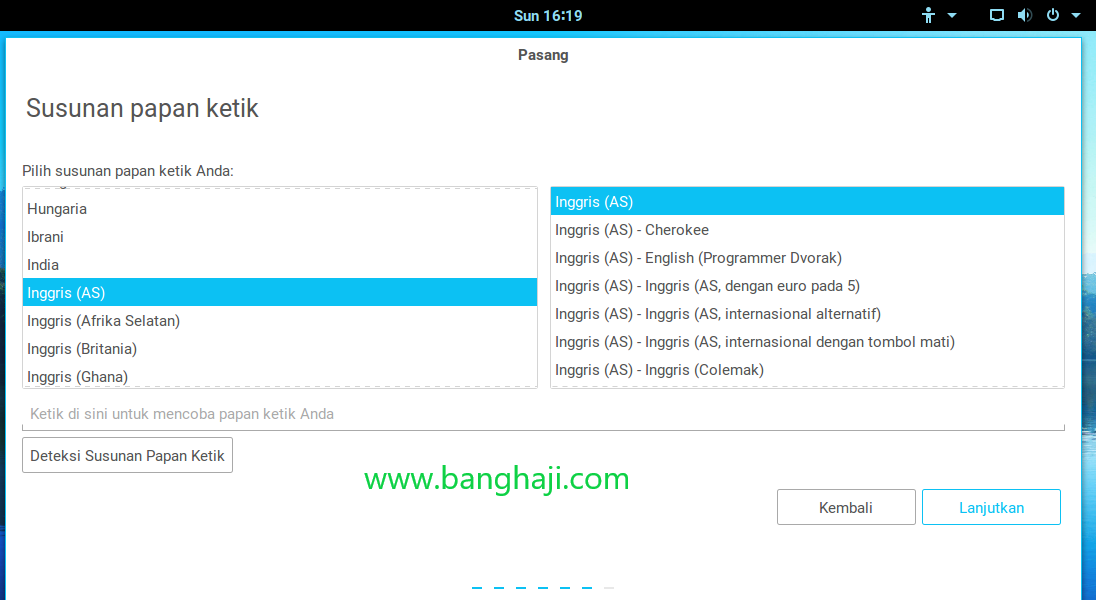 Sun 16:19
Pasang
Susunan papan ketik
Pilih susunan papan ketik Anda:
Hungaria
Ibrani
India
Inggris (AS)
Inggris (Afrika Selatan)
Inggris (Britania)
Inggris (Ghana)
Inggris (AS)
Inggris (AS) - Cherokee
Inggris (AS) - English (Programmer Dvorak)
Inggris (AS) - Inggris (AS, dengan euro pada 5)
Inggris (AS) - Inggris (AS, internasional alternatif)
Inggris (AS) - Inggris (AS, internasional dengan tombol mati)
Inggris (AS) - Inggris (Colemak)
Ketik di sini untuk mencoba papan ketik Anda
Deteksi Susunan Papan Ketik
www.banghaji.com
Kembali
Lanjutkan